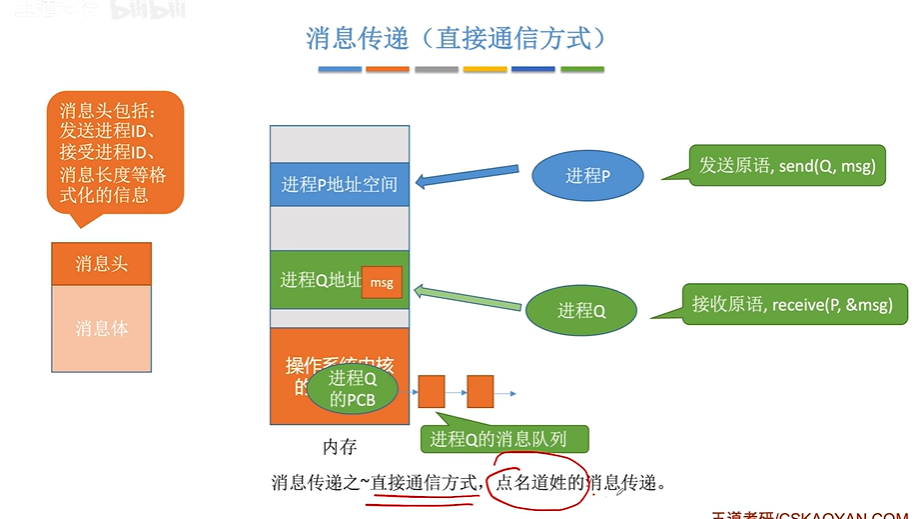 bilibili
消息传递（直接通信方式）
消息头包括：
发送进程ID、
接受进程ID、
消息长度等格
式化的信息
消息头
消息体
进程P地址空间
进程Q地址
msg
操作系统内核
的
进程Q
的PCB
内存
进程P
发送原语, send(Q, msg)
进程Q
接收原语, receive(P, &msg)
进程Q的消息队列
消息传递之~直接通信方式，点名道姓的消息传递。
王道考研/CSKAOYAN.COM